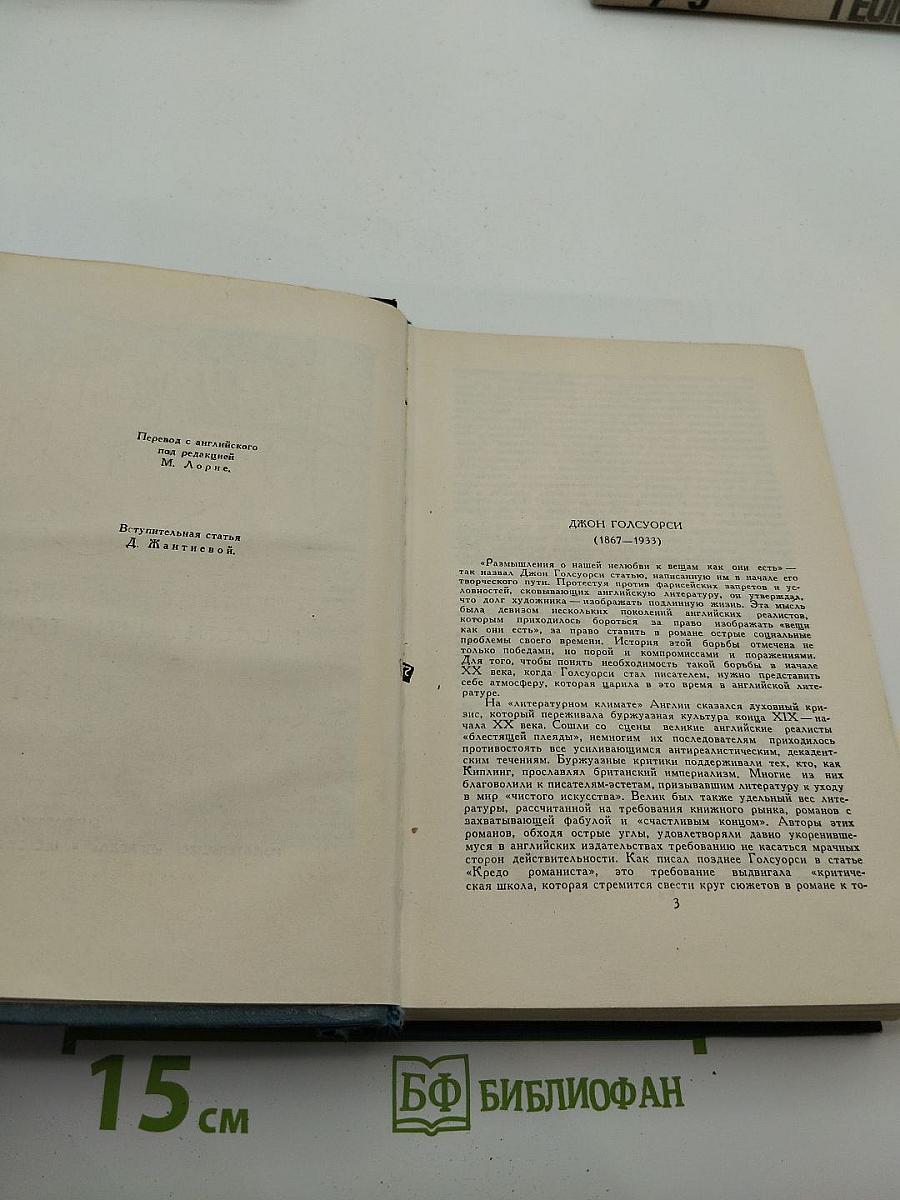 ГЕОЛ
Перевод с английского
под редакцией
М. Лорие.
Вступительная статья
Д. Жантиевой.
ДЖОН ГОЛСУОРСИ
(1867—1933)
«Размышления о нашей нелюбви к вещам как они есть» —
так назвал Джон Голсуорси статью, написанную им в начале его
творческого пути. Протестуя против фарисейских запретов и ус-
ловностей, сковывающих английскую литературу, он утверждал,
что долг художника — изображать подлинную жизнь. Эта мысль
была девизом нескольких поколений английских реалистов,
которым приходилось бороться за право изображать «вещи
как они есть», за право ставить в романе острые социальные
проблемы своего времени. История этой борьбы отмечена не
только победами, но порой и компромиссами и поражениями.
Для того, чтобы понять необходимость такой борьбы в начале
XX века, когда Голсуорси стал писателем, нужно представить
себе атмосферу, которая царила в это время в английской лите-
ратуре.
На «литературном климате» Англии сказался духовный кри-
зис, который переживала буржуазная культура конца XIX — на-
чала XX века. Сошли со сцены великие английские реалисты
«блестящей плеяды», немногим их последователям приходилось
противостоять все усиливающимся антиреалистическим, декадент-
ским течениям. Буржуазные критики поддерживали тех, кто, как
Киплинг, прославлял британский империализм. Многие из них
благоволили к писателям-эстетам, призывавшим литературу к уходу
в мир «чистого искусства». Велик был также удельный вес лите-
ратуры, рассчитанной на требования книжного рынка, романов с
захватывающей фабулой и «счастливым концом». Авторы этих
романов, обходя острые углы, удовлетворяли давно укоренивше-
муся в английских издательствах требованию не касаться мрачных
сторон действительности. Как писал позднее Голсуорси в статье
«Кредо романиста», это требование выдвигала «критиче-
ская школа, которая стремится свести круг сюжетов в романе к то-
3
15 см
БФ БИБЛИОФАН